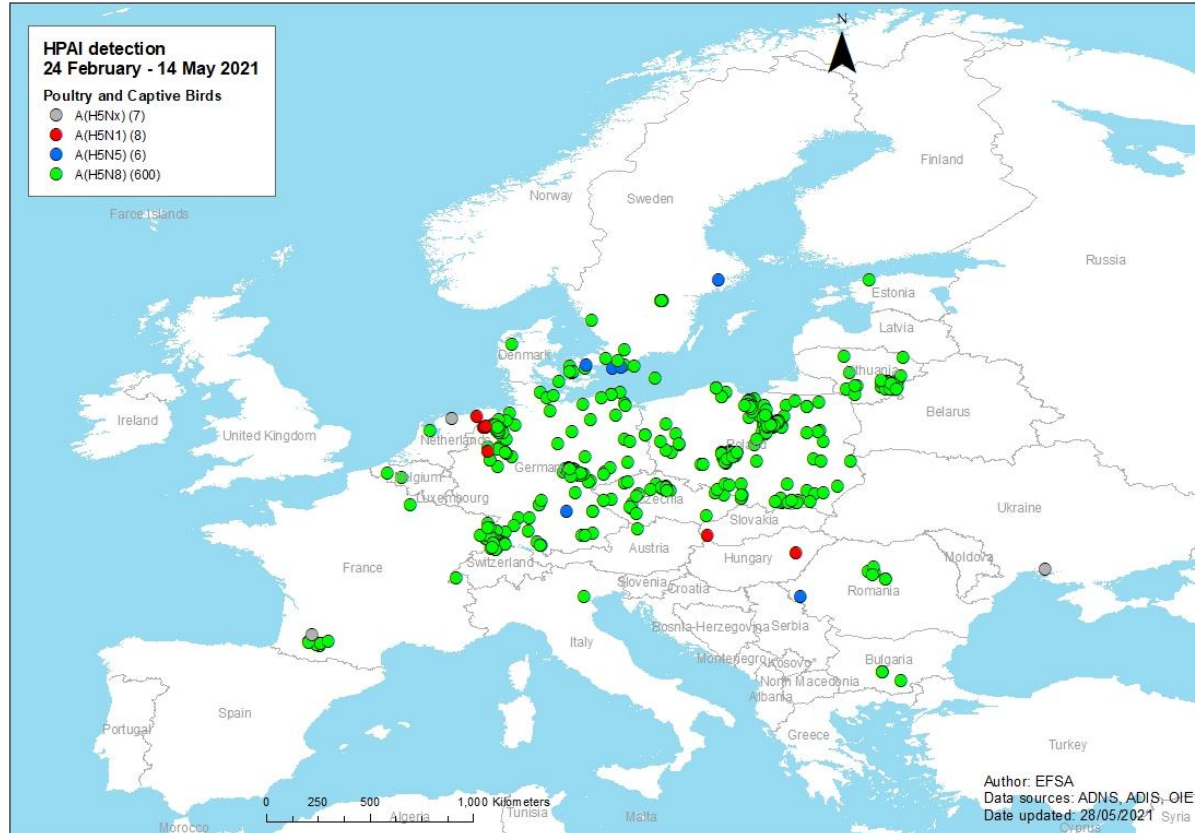 HPAI detection
24 February - 14 May 2021
Poultry and Captive Birds
A(H5Nx) (7)
A(H5N1) (8)
A(H5N5) (6)
A(H5N8) (600)
N
Finland
Norway
Sweden
Faroe Islands
Russia
Estonia
Latvia
Denmark
Lithuania
Belarus
Ireland
United Kingdom
Netherlands
Poland
Germany
Belgium
Luxembourg
Czechia
Ukraine
Slovakia
Austria
Moldova
Hungary
Switzerland
France
Slovenia
Croatia
Romania
Bosnia-Herzegovina
Serbia
Italy
Montenegro
Kosovo*
Bulgaria
North Macedonia
Albania
Portugal
Spain
Greece
Turkey
0 250 500 1,000 Kilometers
Author: EFSA
Data sources: ADNS, ADIS, OIE
Date updated: 28/05/2021
Morocco
Algeria
Tunisia
Malta
Cyprus
Syria